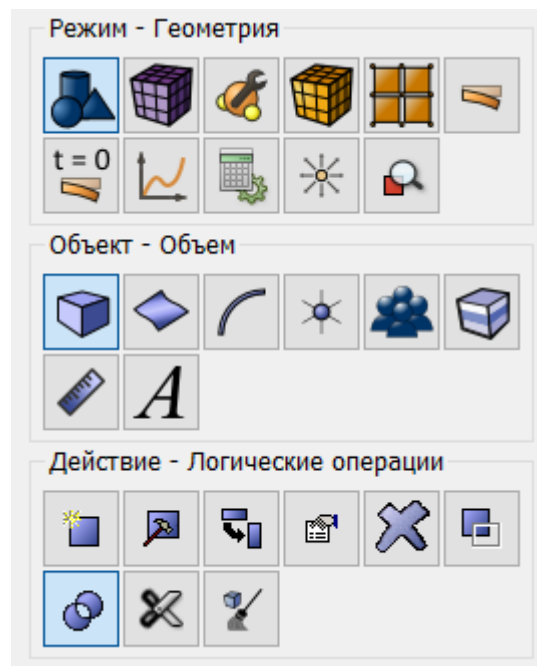 Режим - Геометрия
t = 0
Объект - Объем
A
Действие - Логические операции